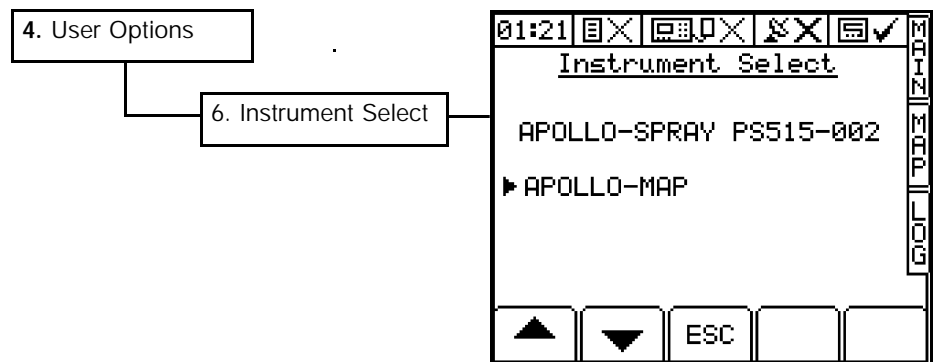 4. User Options
6. Instrument Select
01:21
Instrument Select
APOLLO-SPRAY PS515-002
APOLLO-MAP
ESC
MAIN
MAP
LOG